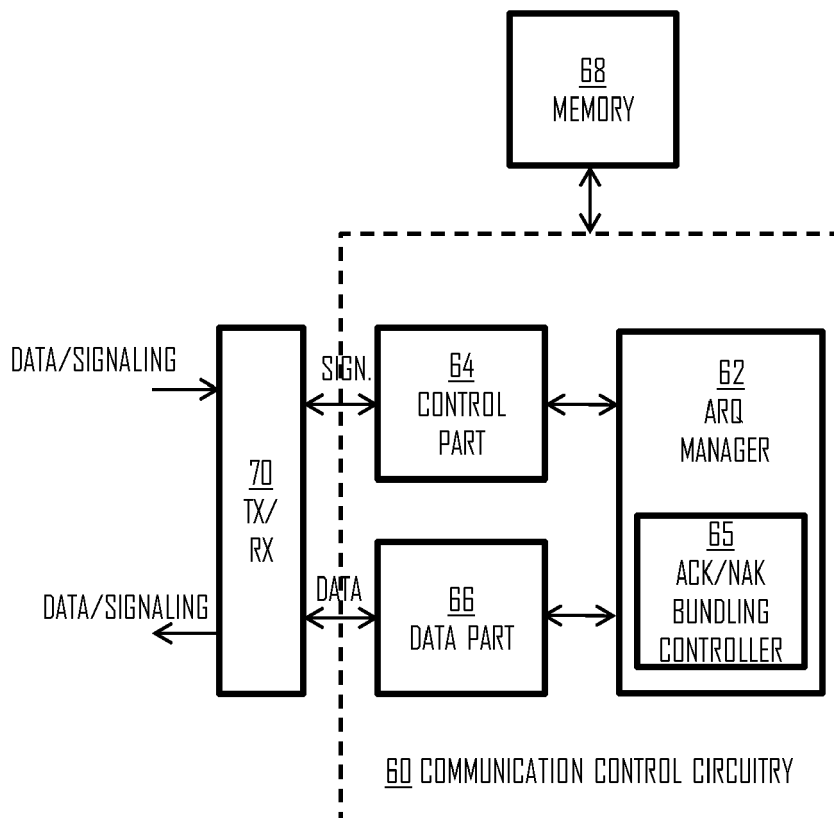 68
MEMORY
DATA/SIGNALING
SIGN.
64
CONTROL
PART
62
ARQ
MANAGER
70
TX/
RX
65
ACK/NAK
BUNDLING
CONTROLLER
DATA/SIGNALING
DATA
66
DATA PART
60 COMMUNICATION CONTROL CIRCUITRY